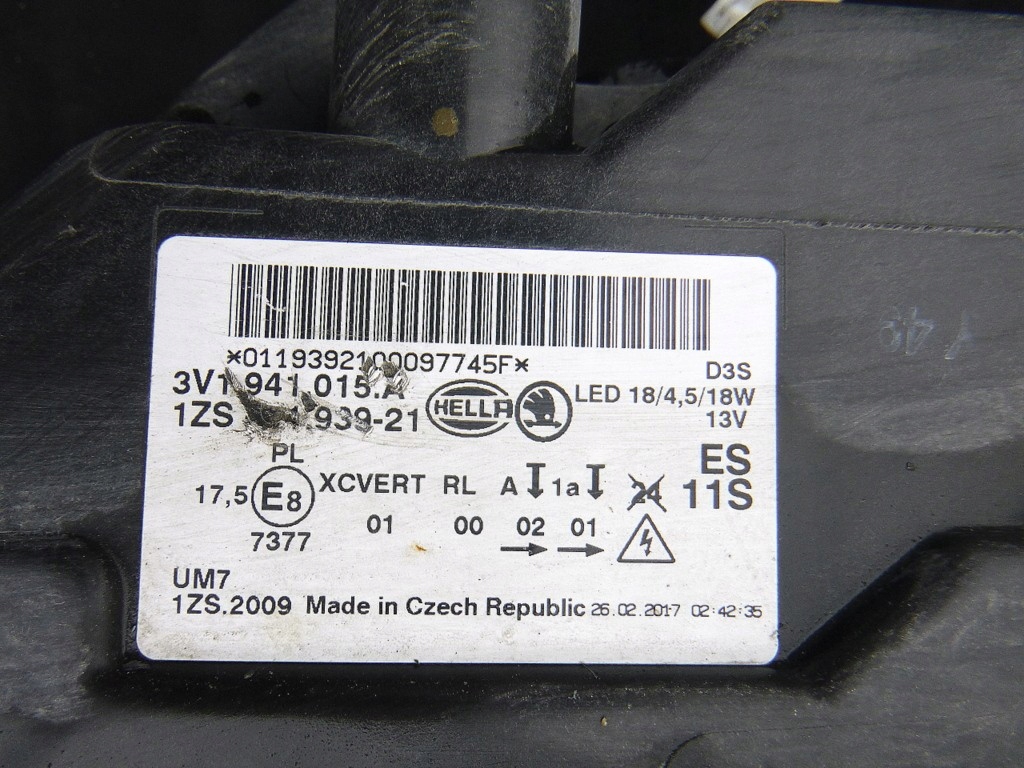 *0119392100097745F*
3V1 941 015.A
D3S
1ZS 939-21
HELLA
LED 18/4,5/18W
13V
PL
ES
17,5 E8 XCVERT RL A 1a 24 11S
7377 01 00 02 01
UM7
1ZS.2009 Made in Czech Republic 26.02.2017 02:42:35